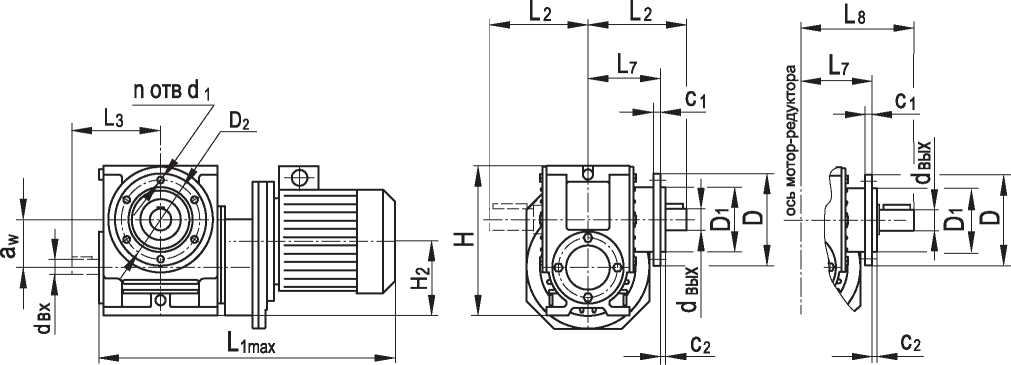 n отв d1
L3
D2
aw
dвх
H2
L1max
L2
L2
L7
c1
H
D1
D
dвых
c2
L8
L7
ось мотор-редуктора
c1
dвых
D1
D
c2